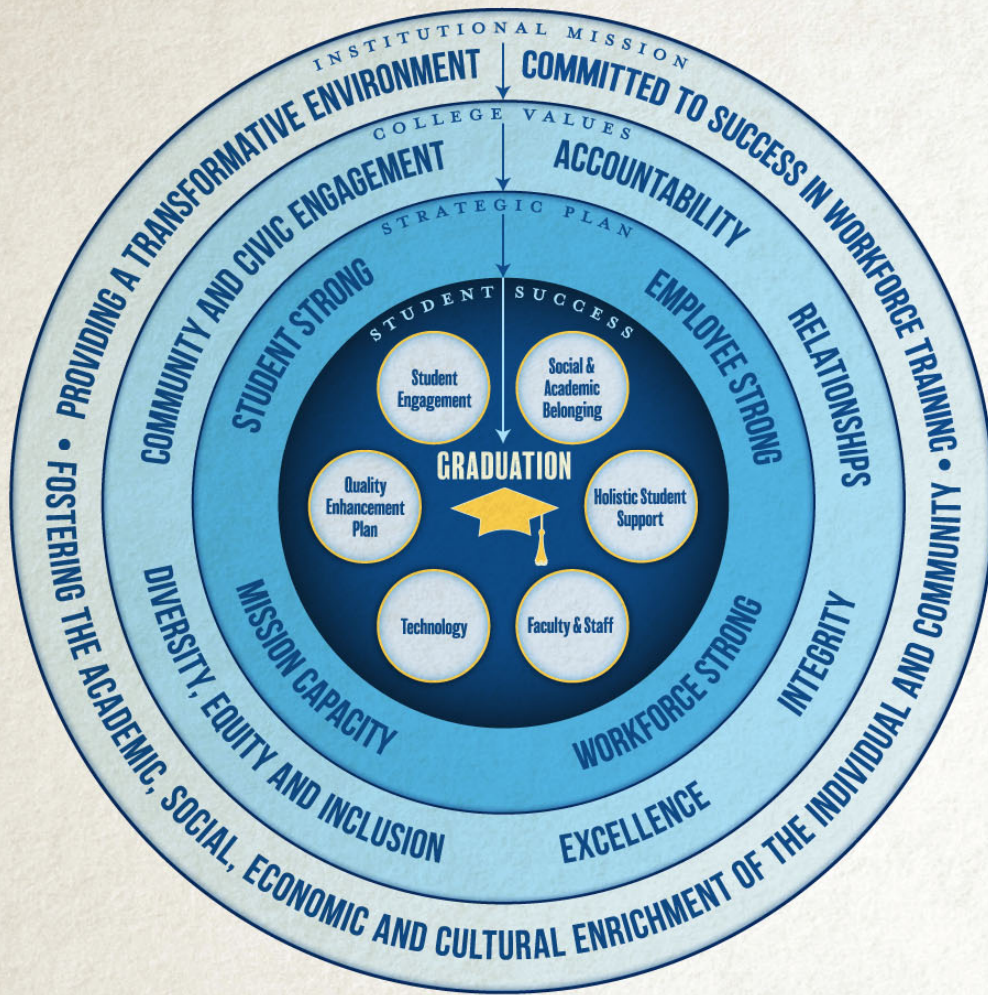 INSTITUTIONAL MISSION
PROVIDING A TRANSFORMATIVE ENVIRONMENT
COMMITTED TO SUCCESS IN WORKFORCE TRAINING •
• FOSTERING THE ACADEMIC, SOCIAL, ECONOMIC AND CULTURAL ENRICHMENT OF THE INDIVIDUAL AND COMMUNITY
COLLEGE VALUES
COMMUNITY AND CIVIC ENGAGEMENT
ACCOUNTABILITY
RELATIONSHIPS
INTEGRITY
EXCELLENCE
DIVERSITY, EQUITY AND INCLUSION
STRATEGIC PLAN
STUDENT STRONG
EMPLOYEE STRONG
WORKFORCE STRONG
MISSION CAPACITY
STUDENT SUCCESS
Student
Engagement
Social &
Academic
Belonging
GRADUATION
Quality
Enhancement
Plan
Holistic Student
Support
Technology
Faculty & Staff